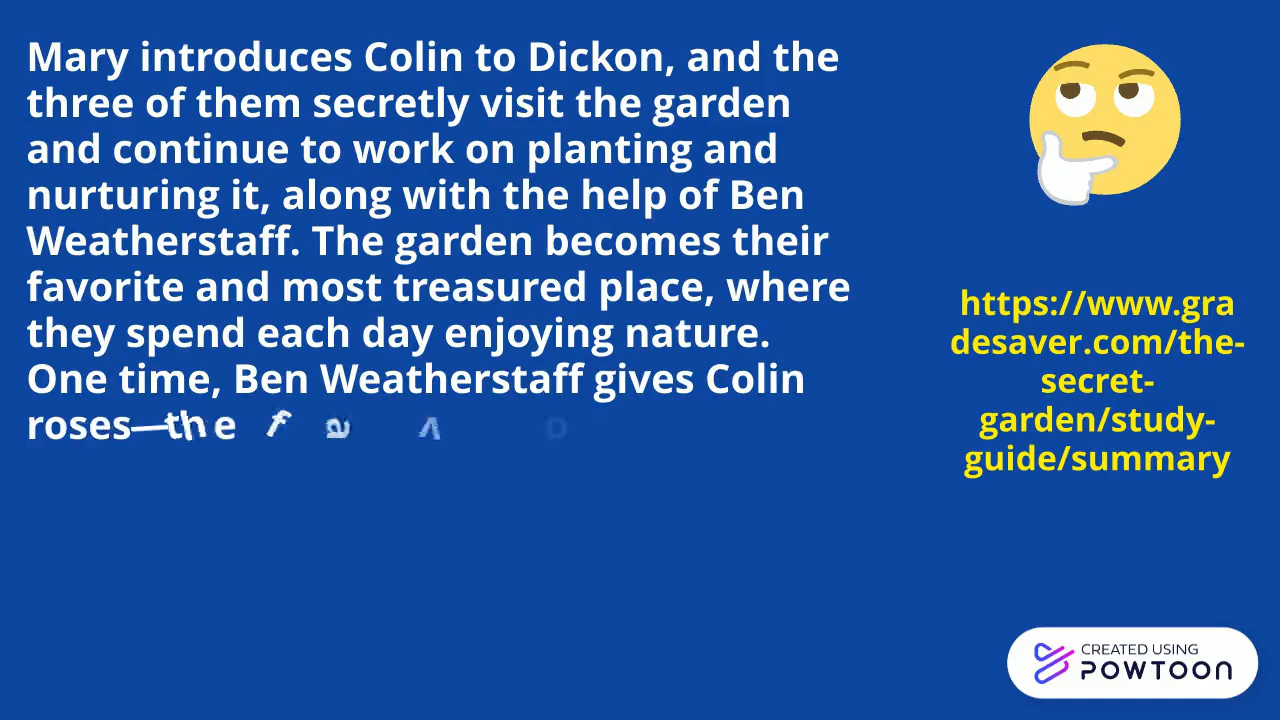 Mary introduces Colin to Dickon, and the
three of them secretly visit the garden
and continue to work on planting and
nurturing it, along with the help of Ben
Weatherstaff. The garden becomes their
favorite and most treasured place, where
they spend each day enjoying nature.
One time, Ben Weatherstaff gives Colin
roses—the
https://www.gra
desaver.com/the-
secret-
garden/study-
guide/summary
CREATED USING
POWTOON